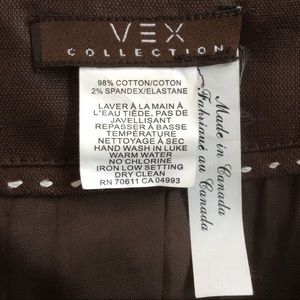 VEX
COLLECTION
98% COTTON/COTON
2% SPANDEX/ELASTANE
LAVER À LA MAIN À
L'EAU TIÈDE. PAS DE
JAVELLISANT
REPASSER À BASSE
TEMPÉRATURE
NETTOYAGE À SEC
HAND WASH IN LUKE
WARM WATER
NO CHLORINE
IRON LOW SETTING
DRY CLEAN
RN 70611 CA 04993
Made in Canada
Fabriqué au Canada